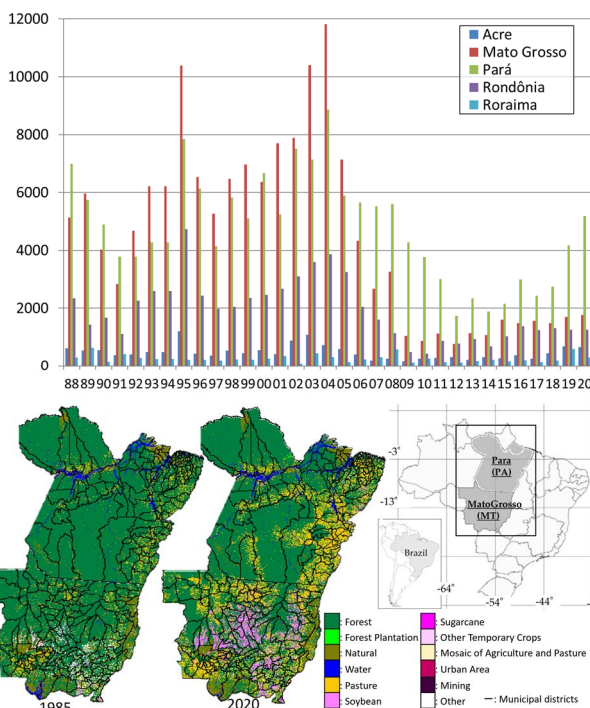 12000
10000
8000
6000
4000
2000
0
Acre
Mato Grosso
Pará
Rondônia
Roraima
88 89 90 91 92 93 94 95 96 97 98 99 00 01 02 03 04 05 06 07 08 09 10 11 12 13 14 15 16 17 18 19 20
-3°
-13°
Para
(PA)
MatoGrosso
(MT)
Brazil
-64°
-54°
-44°
1985
2020
: Forest
: Forest Plantation
: Natural
: Water
: Pasture
: Soybean
: Sugarcane
: Other Temporary Crops
: Mosaic of Agriculture and Pasture
: Urban Area
: Mining
: Other
: Municipal districts